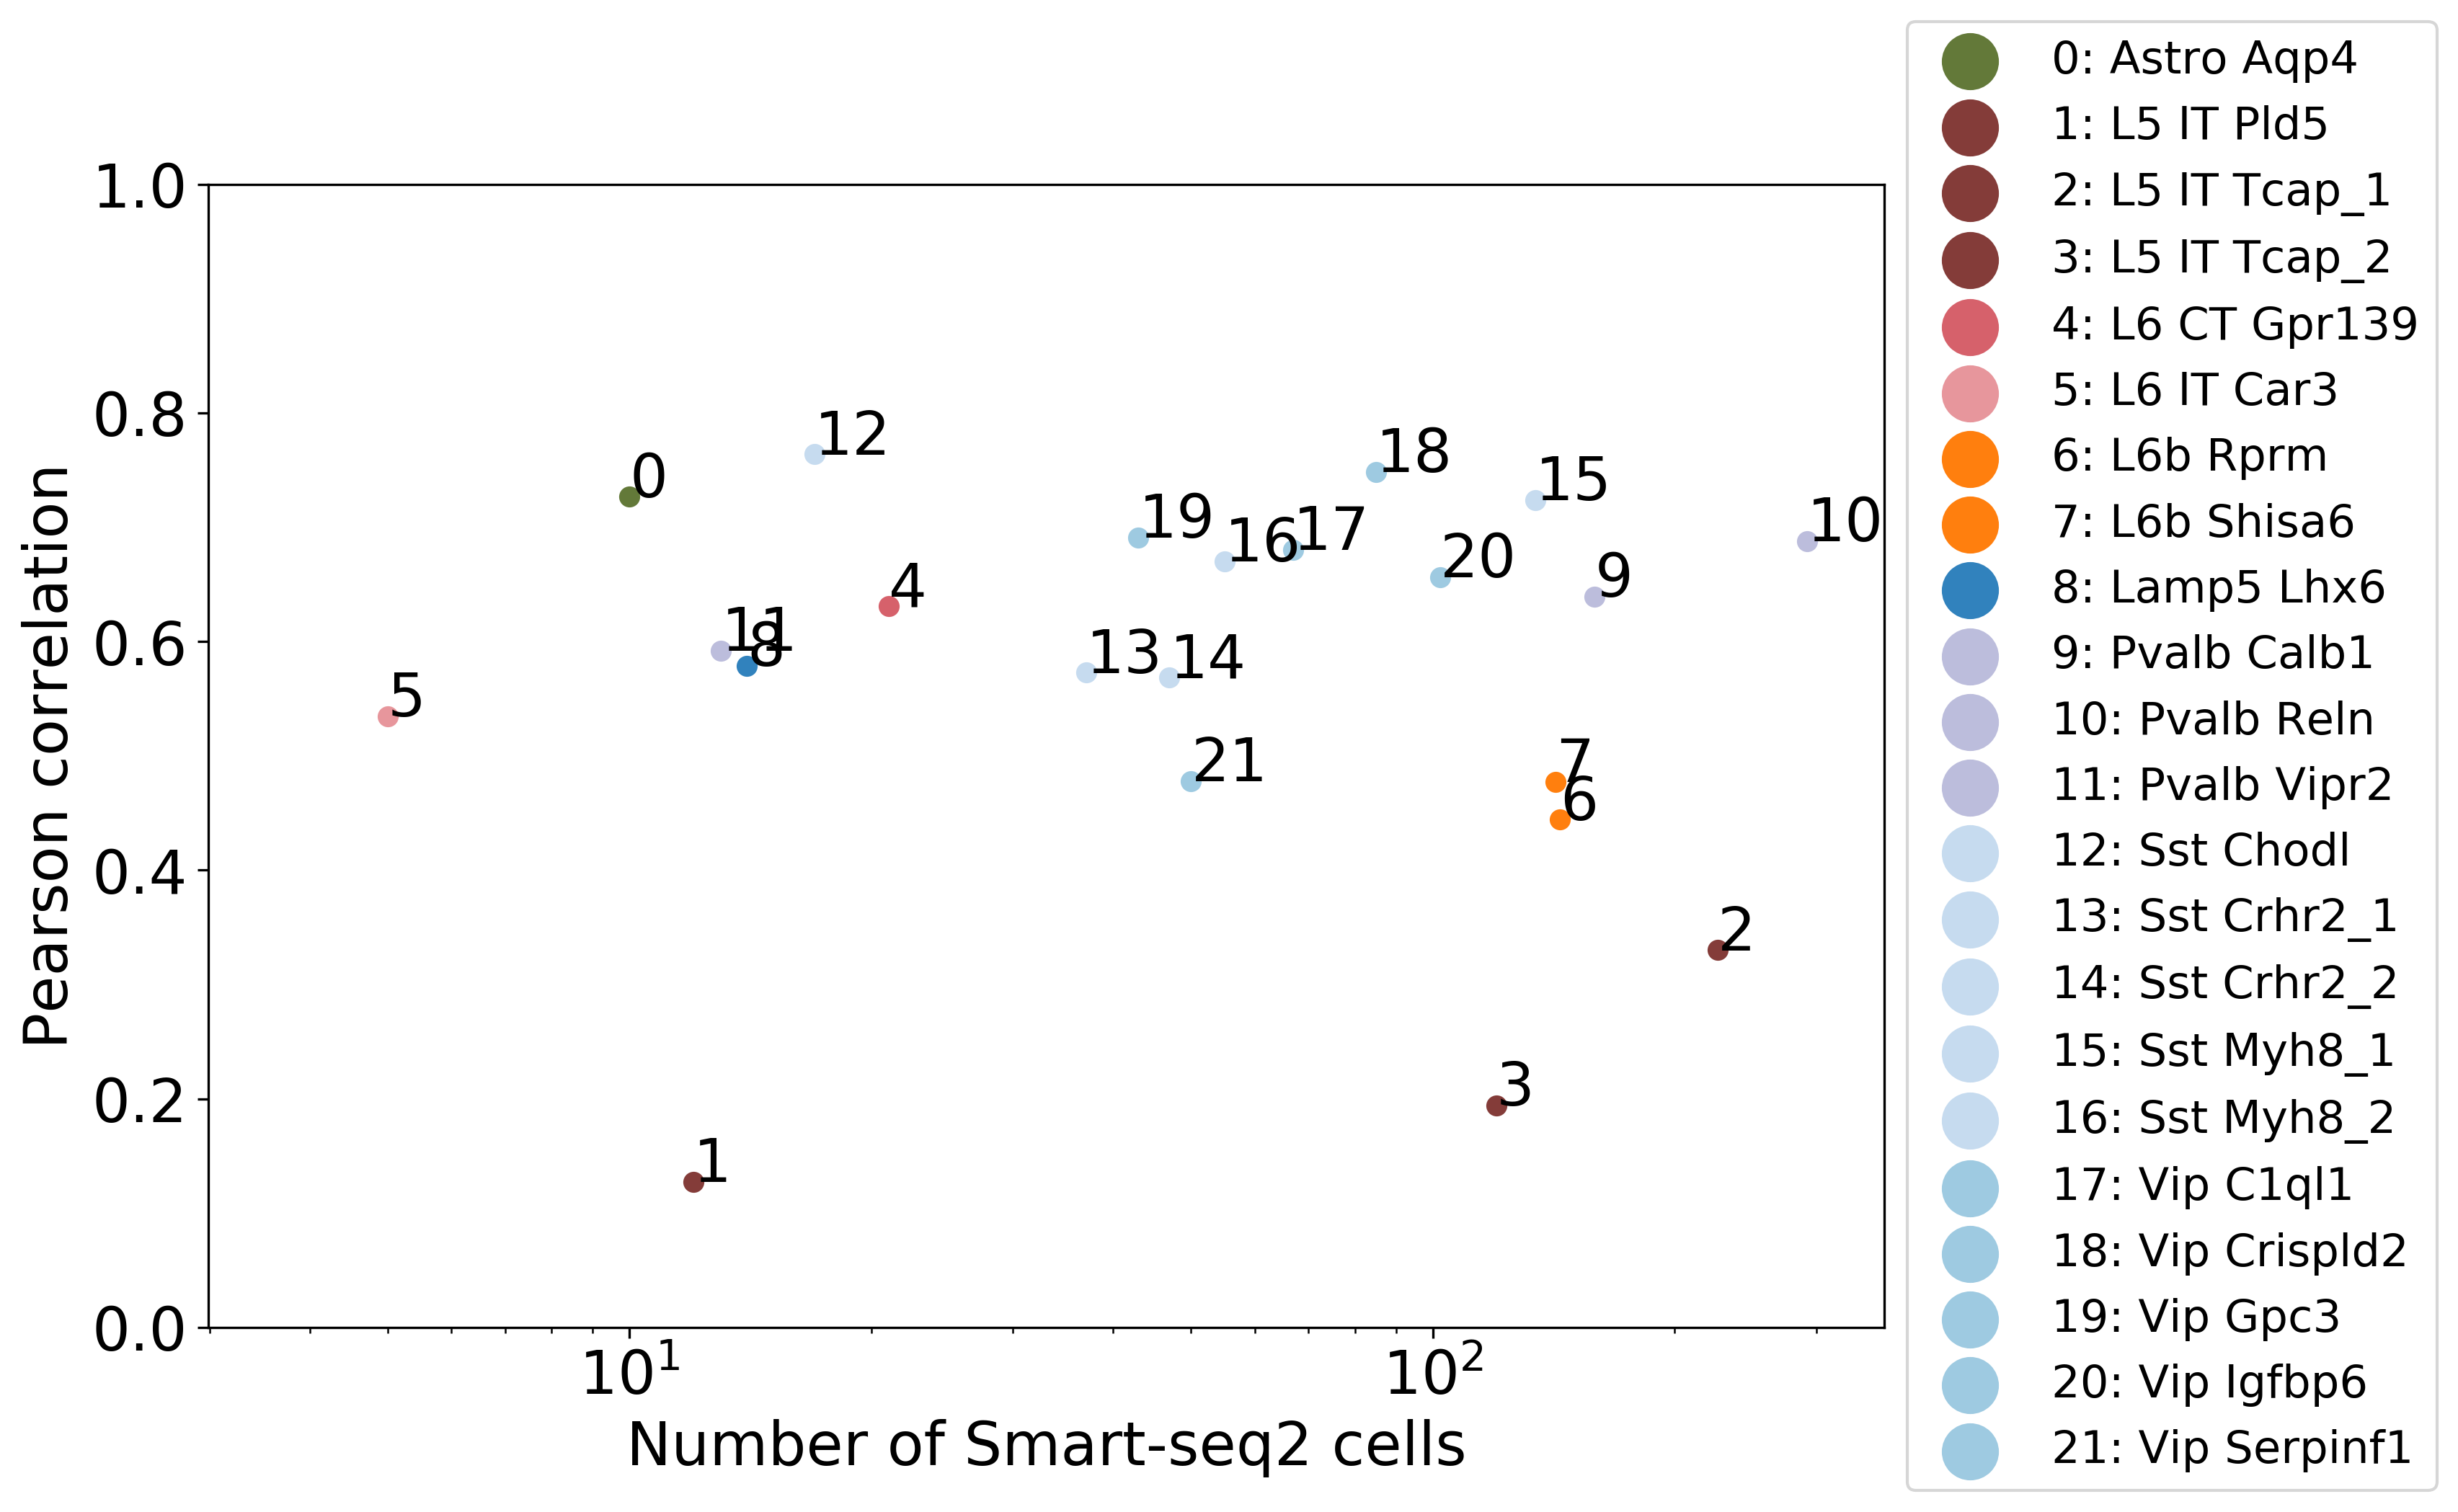 1.0
0.8
0.6
0.4
0.2
0.0
Pearson correlation
10¹
10²
Number of Smart-seq2 cells
12
18
0
15
19
16
17
10
20
9
4
11
8
13
14
5
21
7
6
2
3
1
0: Astro Aqp4
1: L5 IT Pld5
2: L5 IT Tcap_1
3: L5 IT Tcap_2
4: L6 CT Gpr139
5: L6 IT Car3
6: L6b Rprm
7: L6b Shisa6
8: Lamp5 Lhx6
9: Pvalb Calb1
10: Pvalb Reln
11: Pvalb Vipr2
12: Sst Chodl
13: Sst Crhr2_1
14: Sst Crhr2_2
15: Sst Myh8_1
16: Sst Myh8_2
17: Vip C1ql1
18: Vip Crispld2
19: Vip Gpc3
20: Vip Igfbp6
21: Vip Serpinf1